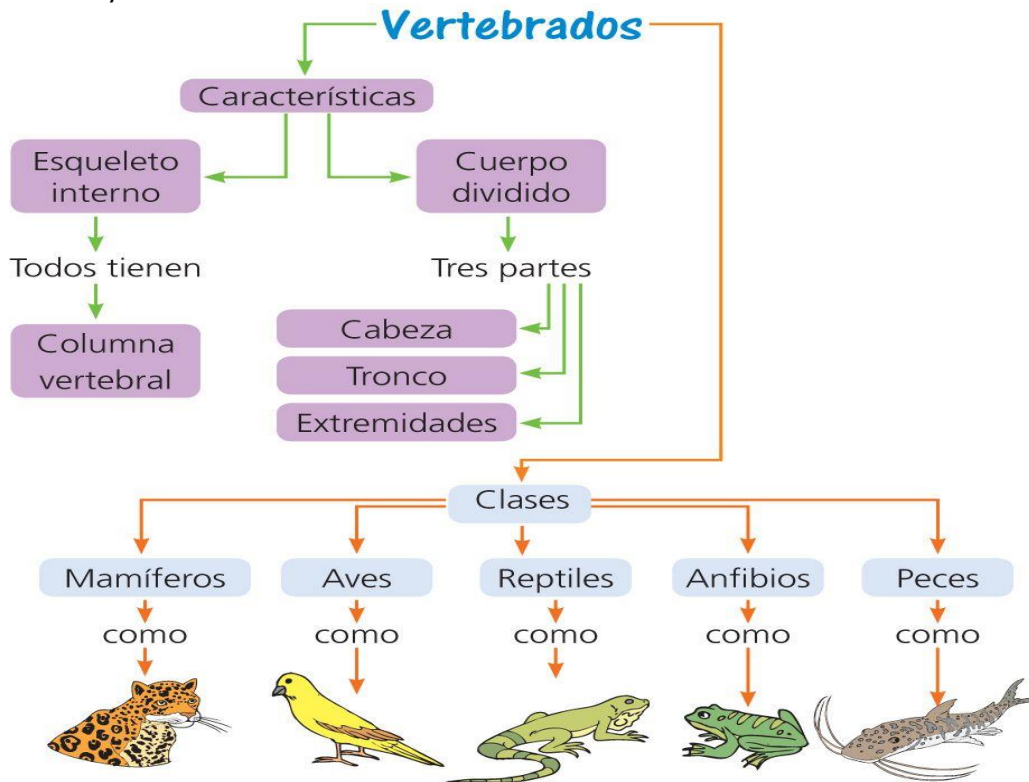 Vertebrados
Características
Esqueleto
interno
Cuerpo
dividido
Todos tienen
Tres partes
Columna
vertebral
Cabeza
Tronco
Extremidades
Clases
Mamíferos
Aves
Reptiles
Anfibios
Peces
como
como
como
como
como